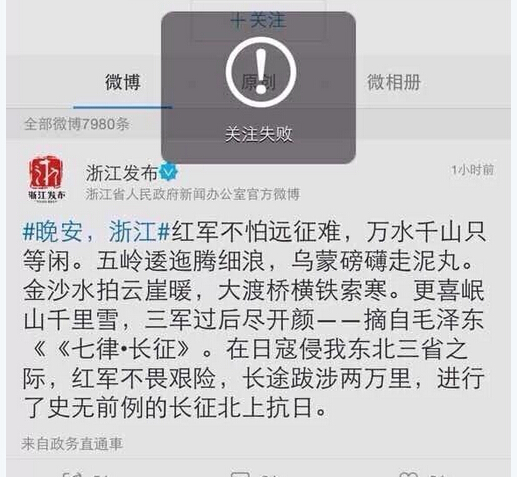 ＋关注
微博
原创
微相册
关注失败
全部微博7980条
浙江发布
浙江发布
1小时前
浙江省人民政府新闻办公室官方微博
#晚安，浙江#红军不怕远征难，万水千山只
等闲。五岭逶迤腾细浪，乌蒙磅礴走泥丸。
金沙水拍云崖暖，大渡桥横铁索寒。更喜岷
山千里雪，三军过后尽开颜——摘自毛泽东
《《七律•长征》。在日寇侵我东北三省之
际，红军不畏艰险，长途跋涉两万里，进行
了史无前例的长征北上抗日。
来自政务直通車